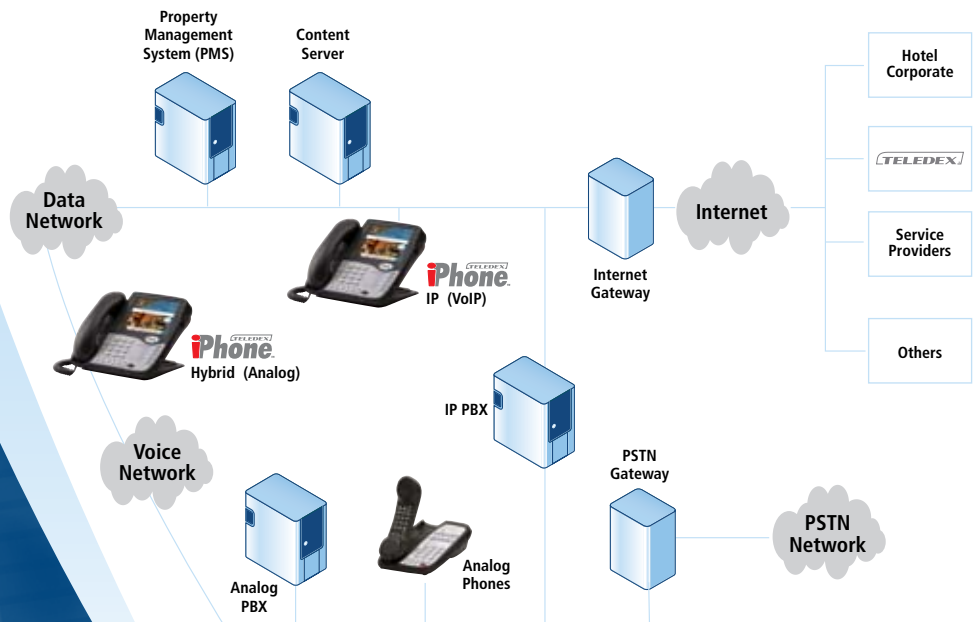 Property
Management
System (PMS)
Content
Server
Hotel
Corporate
TELEDEX
Data
Network
Internet
Service
Providers
TELEDEX
iPhone
IP (VoIP)
Internet
Gateway
TELEDEX
iPhone
Hybrid (Analog)
Others
IP PBX
Voice
Network
PSTN
Gateway
PSTN
Network
Analog
Phones
Analog
PBX